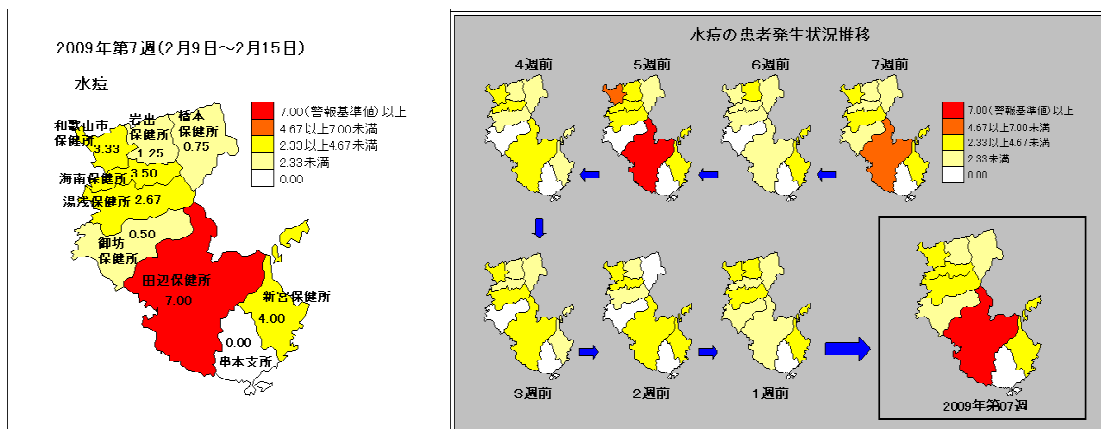 2009年第7週(2月9日～2月15日)
水痘
7.00(警報基準値)以上
4.67以上7.00未満
2.33以上4.67未満
2.33未満
0.00
和歌山市
保健所
3.33
岩出
保健所
1.25
橋本
保健所
0.75
3.50
海南保健所
湯浅保健所
2.67
0.50
御坊
保健所
田辺保健所
7.00
新宮保健所
4.00
0.00
串本支所
水痘の患者発生状況推移
4週前
5週前
6週前
7週前
7.00(警報基準値)以上
4.67以上7.00未満
2.33以上4.67未満
2.33未満
0.00
3週前
2週前
1週前
2009年第07週